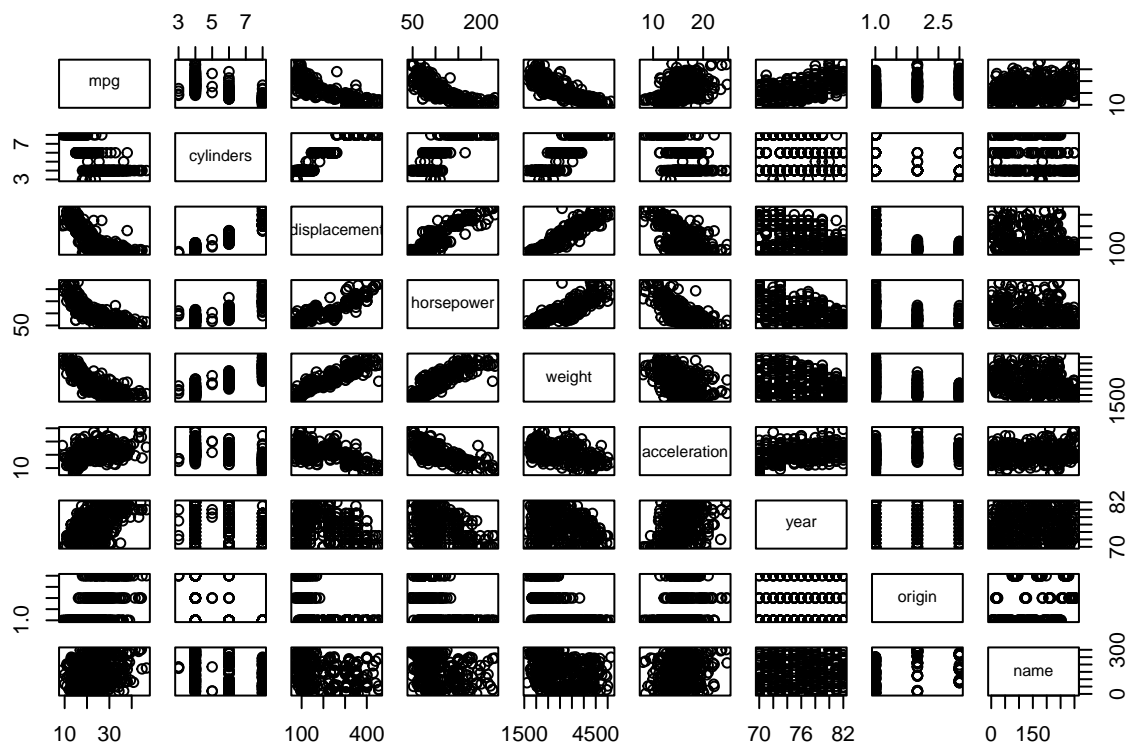 3 5 7 50 200 10 20 1.0 2.5
mpg
10
cylinders
3 7
displacement
100
horsepower
50
weight
1500
acceleration
10
year
70 82
origin
1.0
name
0 300
10 30 100 400 1500 4500 70 76 82 0 150